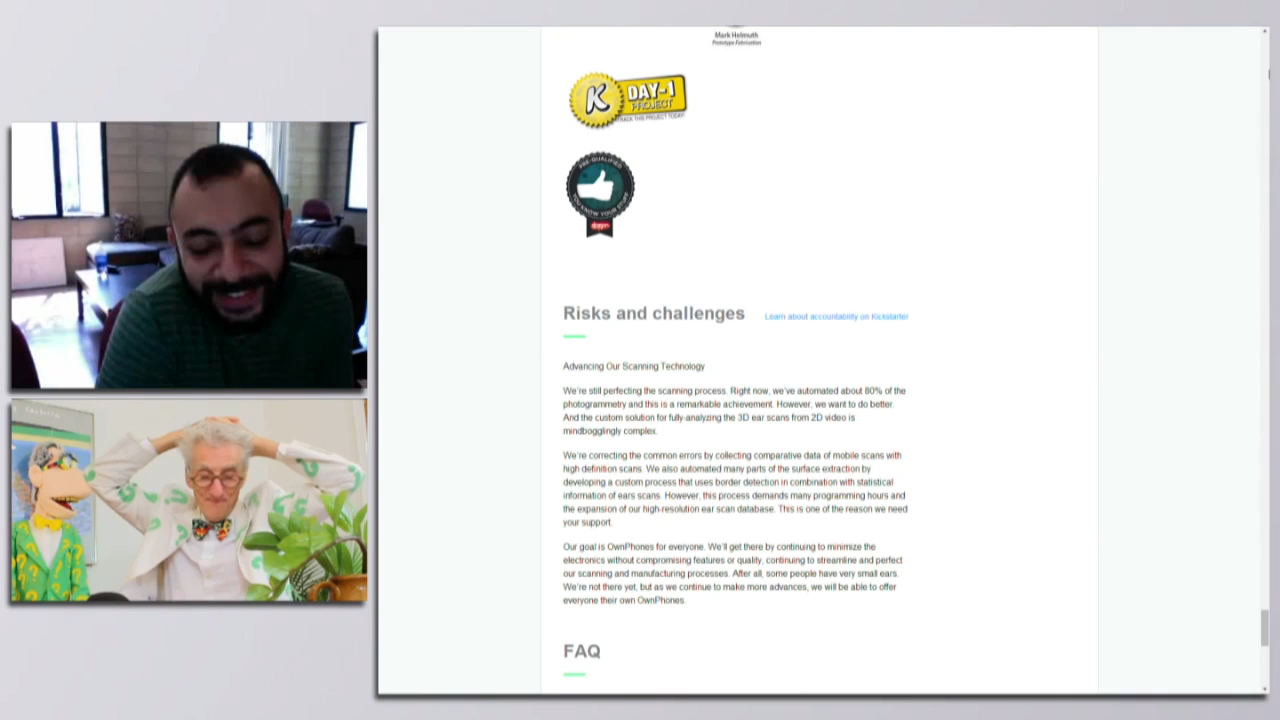 Mark Helmuth
Prototype Fabrication
K
DAY-1
PROJECT
TRACK THIS PROJECT TODAY!
PRE-QUALIFIED
YOU KNOW YOUR STUFF
Risks and challenges
Learn about accountability on Kickstarter
Advancing Our Scanning Technology
We're still perfecting the scanning process. Right now, we've automated about 80% of the
photogrammetry and this is a remarkable achievement. However, we want to do better.
And the custom solution for fully-analyzing the 3D ear scans from 2D video is
mindbogglingly complex.
We're correcting the common errors by collecting comparative data of mobile scans with
high definition scans. We also automated many parts of the surface extraction by
developing a custom process that uses border detection in combination with statistical
information of ears scans. However, this process demands many programming hours and
the expansion of our high-resolution ear scan database. This is one of the reason we need
your support.
Our goal is OwnPhones for everyone. We'll get there by continuing to minimize the
electronics without compromising features or quality, continuing to streamline and perfect
our scanning and manufacturing processes. After all, some people have very small ears.
We're not there yet, but as we continue to make more advances, we will be able to offer
everyone their own OwnPhones.
FAQ